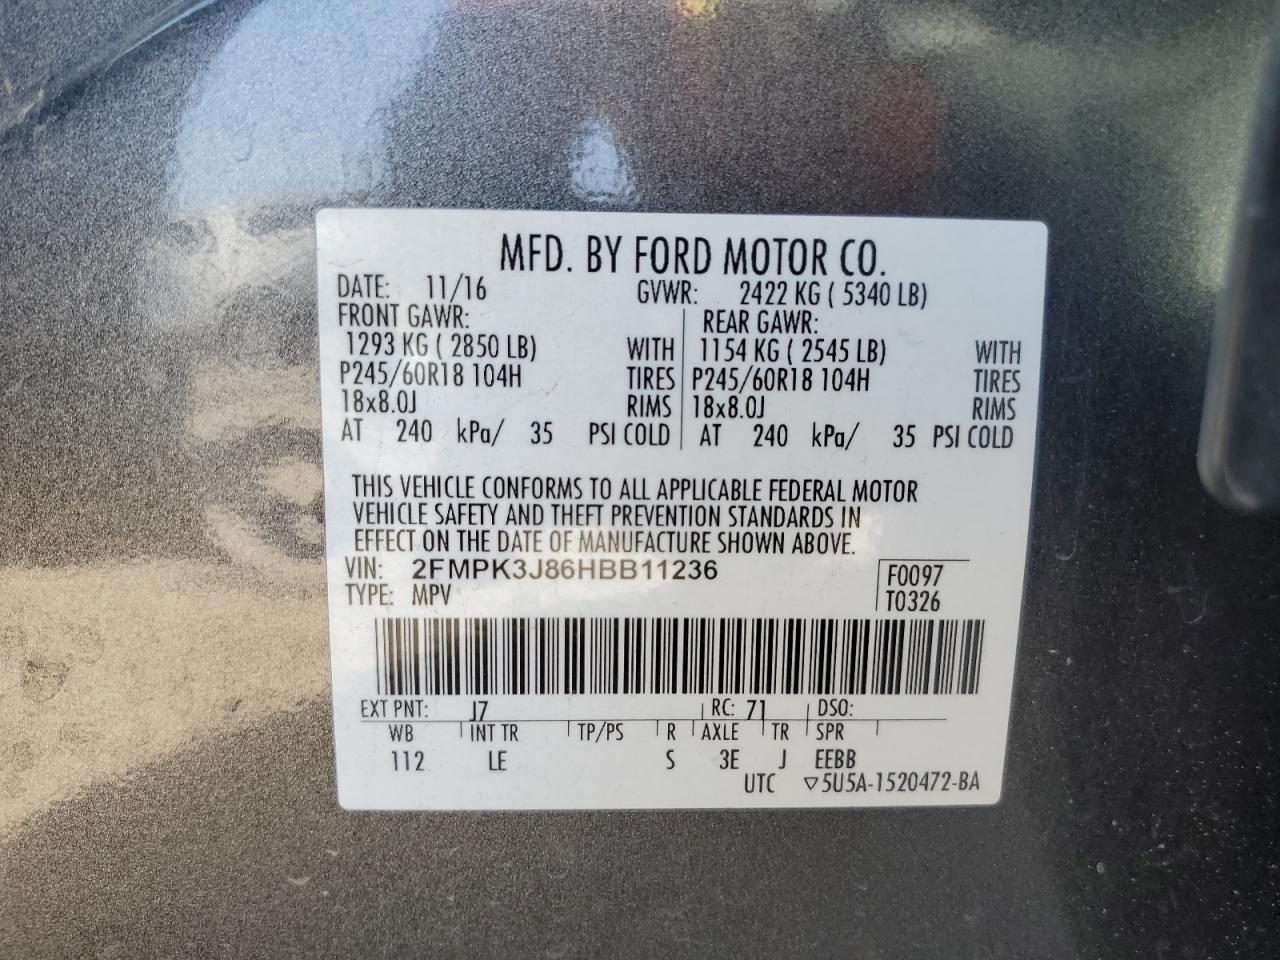 MFD. BY FORD MOTOR CO.
DATE: 11/16 GVWR: 2422 KG ( 5340 LB)
FRONT GAWR: REAR GAWR:
1293 KG ( 2850 LB) WITH 1154 KG ( 2545 LB) WITH
P245/60R18 104H TIRES P245/60R18 104H TIRES
18x8.0J RIMS 18x8.0J RIMS
AT 240 kPa/ 35 PSI COLD AT 240 kPa/ 35 PSI COLD
THIS VEHICLE CONFORMS TO ALL APPLICABLE FEDERAL MOTOR
VEHICLE SAFETY AND THEFT PREVENTION STANDARDS IN
EFFECT ON THE DATE OF MANUFACTURE SHOWN ABOVE.
VIN: 2FMPK3J86HBB11236 F0097
TYPE: MPV T0326
EXT PNT: J7 RC: 71 DSO:
WB INT TR TP/PS R AXLE TR SPR
112 LE S 3E J EEBB
UTC ▽5U5A-1520472-BA